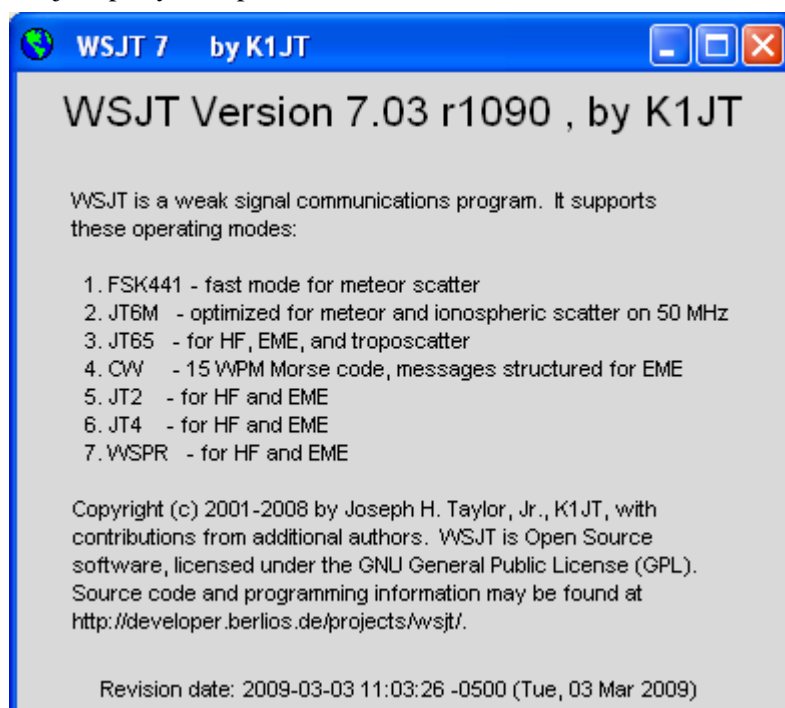 WSJT 7 by K1JT
WSJT Version 7.03 r1090 , by K1JT
WSJT is a weak signal communications program. It supports
these operating modes:
1. FSK441 - fast mode for meteor scatter
2. JT6M - optimized for meteor and ionospheric scatter on 50 MHz
3. JT65 - for HF, EME, and troposcatter
4. CW - 15 WPM Morse code, messages structured for EME
5. JT2 - for HF and EME
6. JT4 - for HF and EME
7. WSPR - for HF and EME
Copyright (c) 2001-2008 by Joseph H. Taylor, Jr., K1JT, with
contributions from additional authors. WSJT is Open Source
software, licensed under the GNU General Public License (GPL).
Source code and programming information may be found at
http://developer.berlios.de/projects/wsjt/.
Revision date: 2009-03-03 11:03:26 -0500 (Tue, 03 Mar 2009)